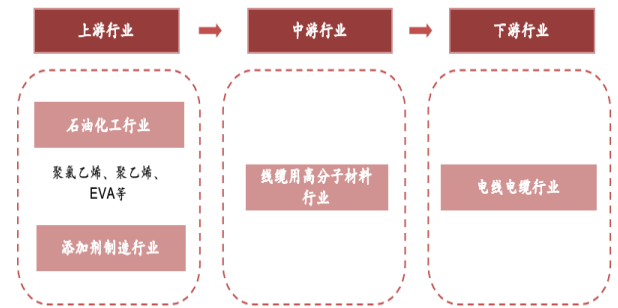 上游行业
中游行业
下游行业
石油化工行业
聚氯乙烯、聚乙烯、
EVA等
添加剂制造行业
线缆用高分子材料
行业
电线电缆行业